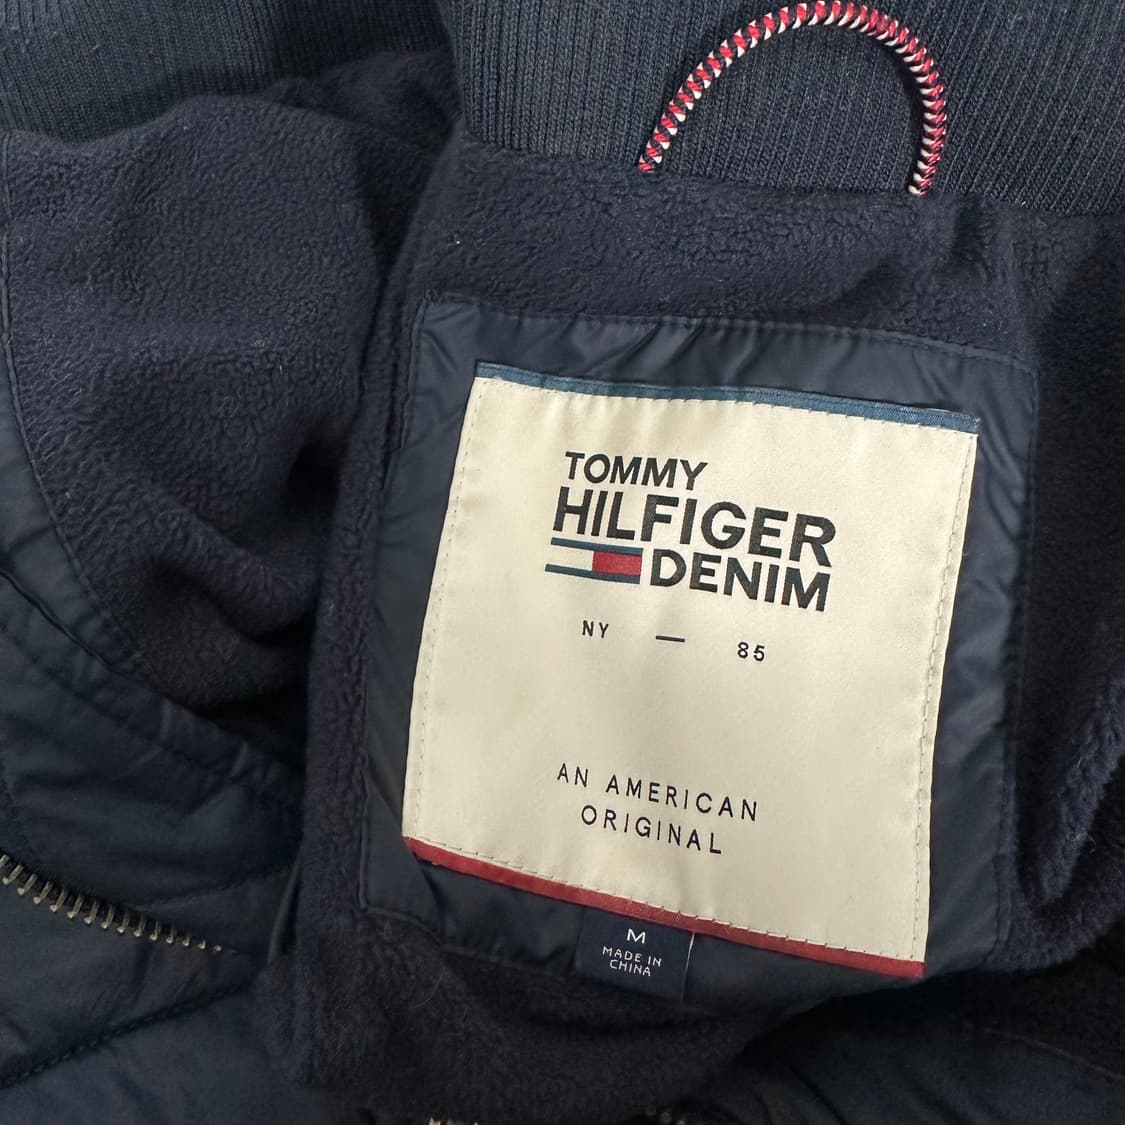 TOMMY
HILFIGER
DENIM
NY — 85
AN AMERICAN
ORIGINAL
M
MADE IN
CHINA